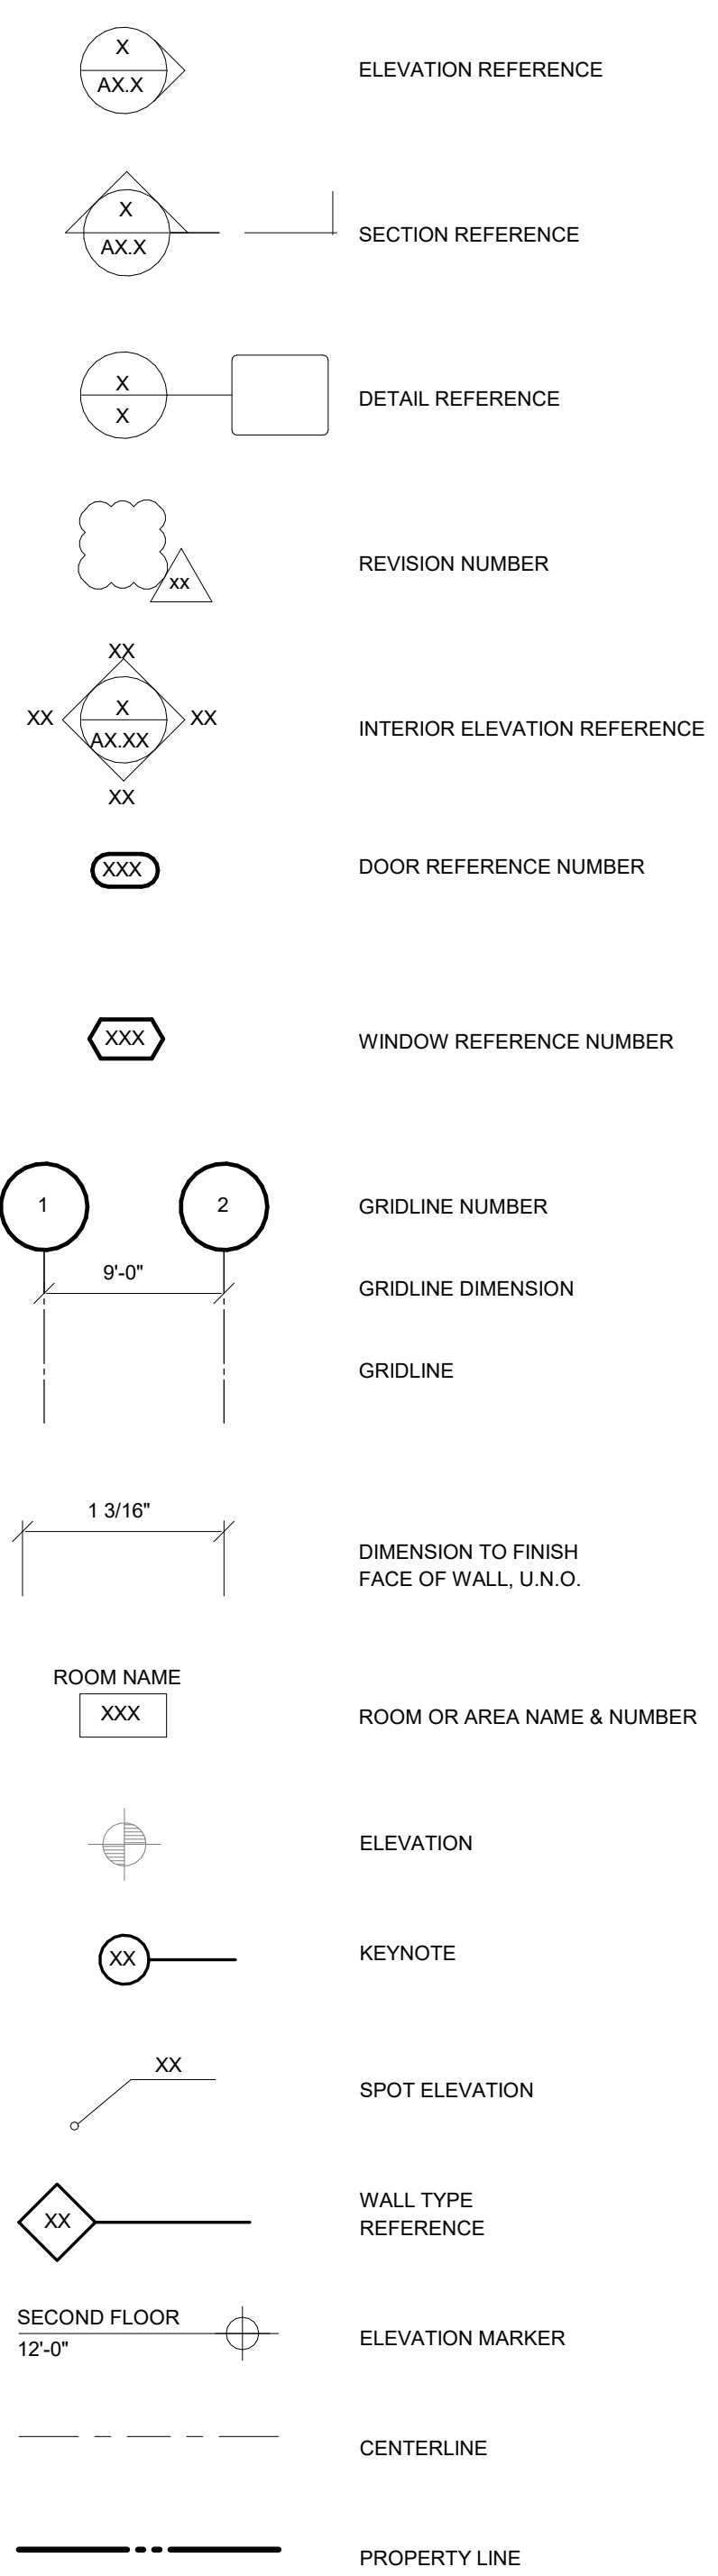 X
AX.X
ELEVATION REFERENCE
X
AX.X
SECTION REFERENCE
X
X
DETAIL REFERENCE
xx
REVISION NUMBER
XX
XX
X
AX.XX
XX
XX
INTERIOR ELEVATION REFERENCE
XXX
DOOR REFERENCE NUMBER
XXX
WINDOW REFERENCE NUMBER
1
2
GRIDLINE NUMBER
9'-0"
GRIDLINE DIMENSION
GRIDLINE
1 3/16"
DIMENSION TO FINISH
FACE OF WALL, U.N.O.
ROOM NAME
XXX
ROOM OR AREA NAME & NUMBER
ELEVATION
XX
KEYNOTE
XX
SPOT ELEVATION
XX
WALL TYPE
REFERENCE
SECOND FLOOR
12'-0"
ELEVATION MARKER
CENTERLINE
PROPERTY LINE